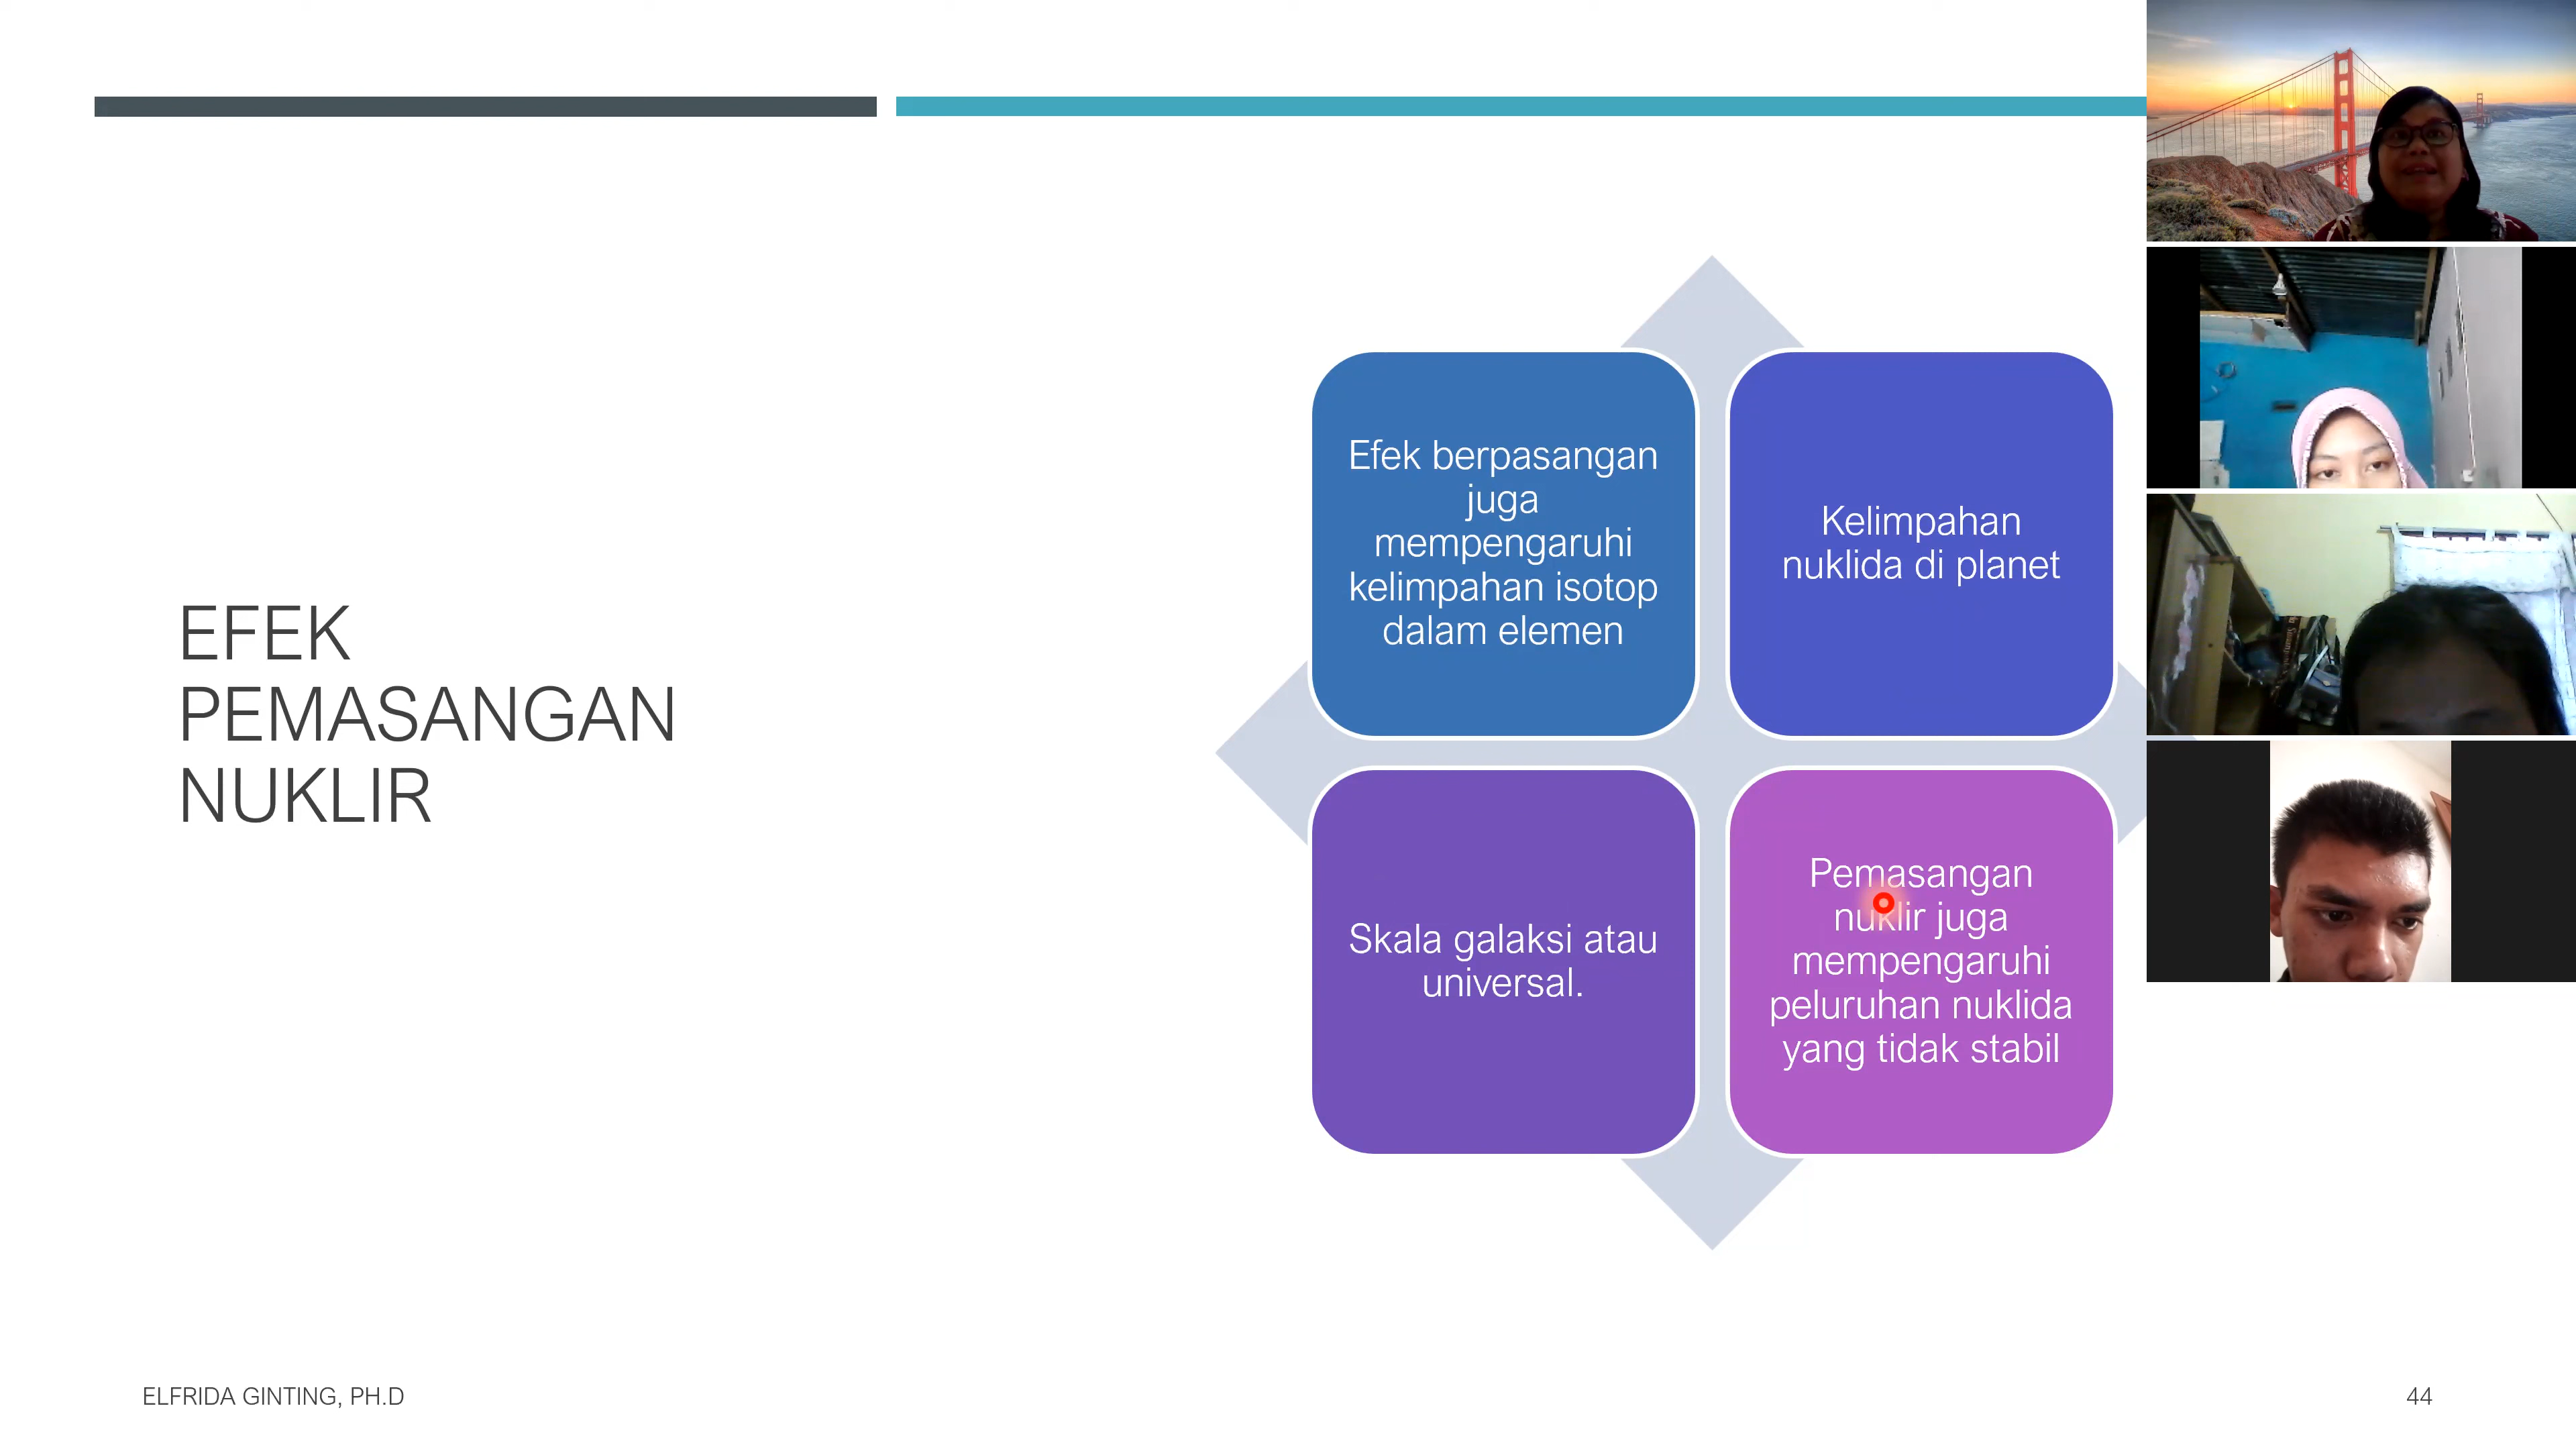 EFEK
PEMASANGAN
NUKLIR
Efek berpasangan
juga
mempengaruhi
kelimpahan isotop
dalam elemen
Kelimpahan
nuklida di planet
Skala galaksi atau
universal.
Pemasangan
nuklir juga
mempengaruhi
peluruhan nuklida
yang tidak stabil
ELFRIDA GINTING, PH.D
44